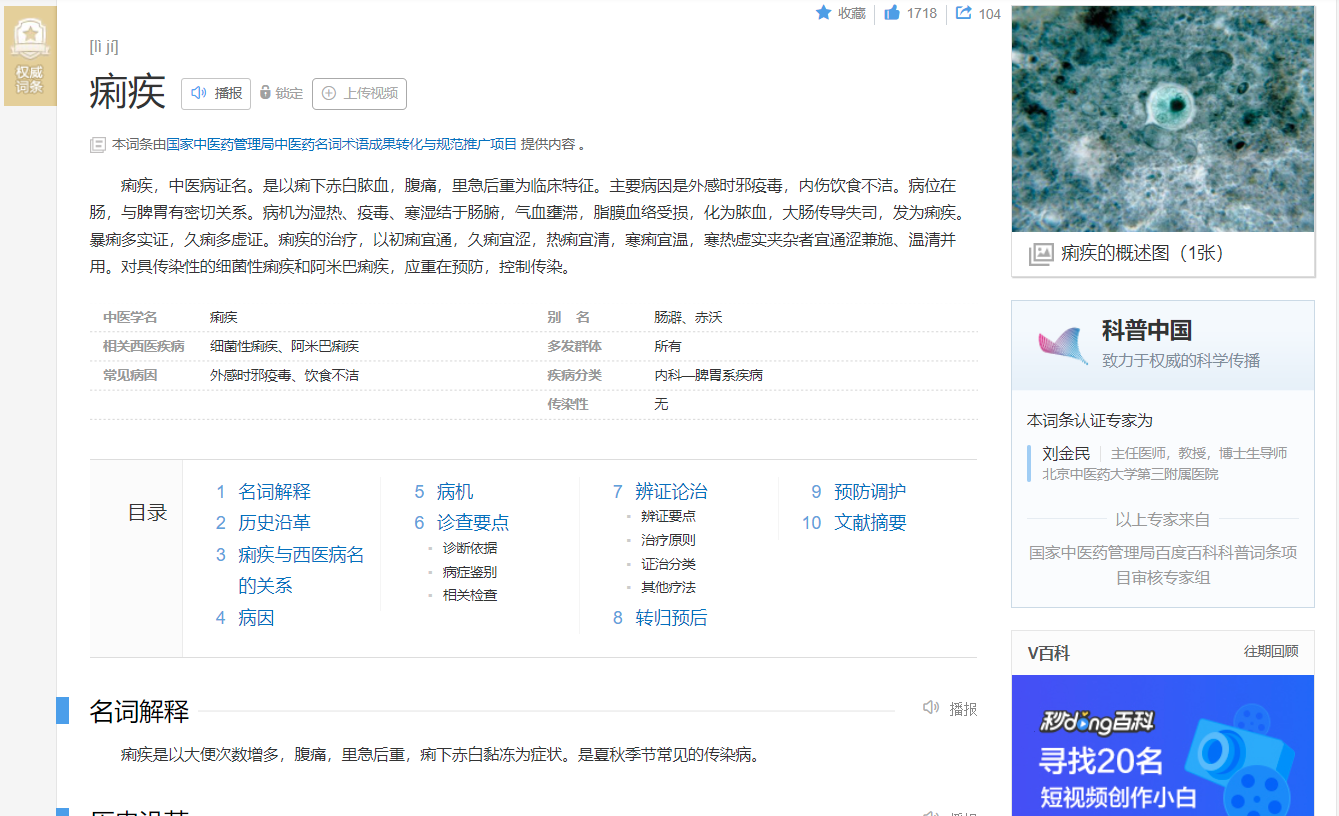 权威
词条
收藏
1718
104
[lì jí]
痢疾
播报
锁定
上传视频
本词条由国家中医药管理局中医药名词术语成果转化与规范推广项目 提供内容 。
痢疾，中医病证名。是以痢下赤白脓血，腹痛，里急后重为临床特征。主要病因是外感时邪疫毒，内伤饮食不洁。病位在
肠，与脾胃有密切关系。病机为湿热、疫毒、寒湿结于肠腑，气血壅滞，脂膜血络受损，化为脓血，大肠传导失司，发为痢疾。
暴痢多实证，久痢多虚证。痢疾的治疗，以初痢宜通，久痢宜涩，热痢宜清，寒痢宜温，寒热虚实夹杂者宜通涩兼施、温清并
用。对具传染性的细菌性痢疾和阿米巴痢疾，应重在预防，控制传染。
中医学名 痢疾
相关西医疾病 细菌性痢疾、阿米巴痢疾
常见病因 外感时邪疫毒、饮食不洁
别 名 肠澼、赤沃
多发群体 所有
疾病分类 内科—脾胃系疾病
传染性 无
目录
1 名词解释
2 历史沿革
3 痢疾与西医病名
的关系
4 病因
5 病机
6 诊查要点
诊断依据
病症鉴别
相关检查
7 辨证论治
辨证要点
治疗原则
证治分类
其他疗法
8 转归预后
9 预防调护
10 文献摘要
名词解释
播报
痢疾是以大便次数增多，腹痛，里急后重，痢下赤白黏冻为症状。是夏秋季节常见的传染病。
历史沿革
播报
痢疾的概述图（1张）
科普中国
致力于权威的科学传播
本词条认证专家为
刘金民 主任医师，教授，博士生导师
北京中医药大学第三附属医院
以上专家来自
国家中医药管理局百度百科科普词条项
目审核专家组
V百科
往期回顾
秒dǒng百科
寻找20名
短视频创作小白